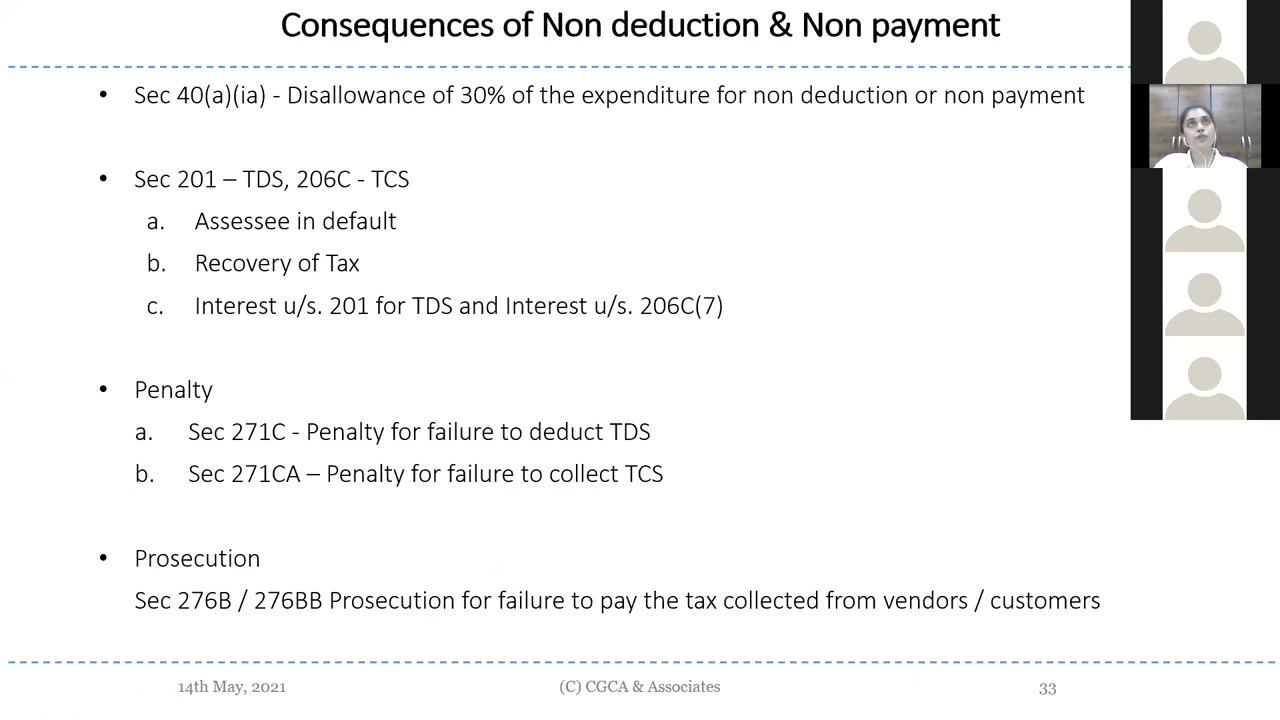 Consequences of Non deduction & Non payment
• Sec 40(a)(ia) - Disallowance of 30% of the expenditure for non deduction or non payment
• Sec 201 – TDS, 206C - TCS
a. Assessee in default
b. Recovery of Tax
c. Interest u/s. 201 for TDS and Interest u/s. 206C(7)
• Penalty
a. Sec 271C - Penalty for failure to deduct TDS
b. Sec 271CA – Penalty for failure to collect TCS
• Prosecution
Sec 276B / 276BB Prosecution for failure to pay the tax collected from vendors / customers
14th May, 2021 (C) CGCA & Associates 33